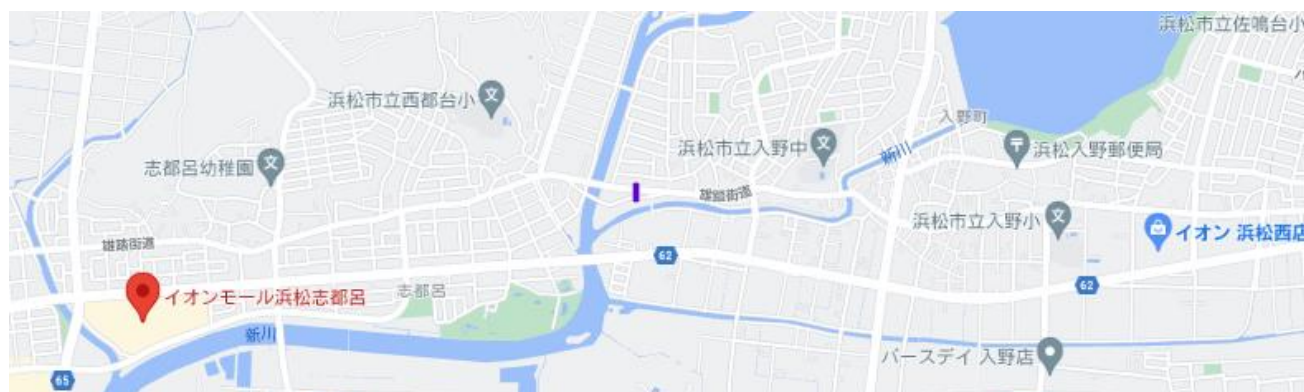 浜松市立佐鳴台小
浜松市立西都台小
入野町
浜松市立入野中
新川
浜松入野郵便局
志都呂幼稚園
雄踏街道
浜松市立入野小
イオン 浜松西店
雄踏街道
62
62
イオンモール浜松志都呂
志都呂
新川
バースデイ 入野店
65